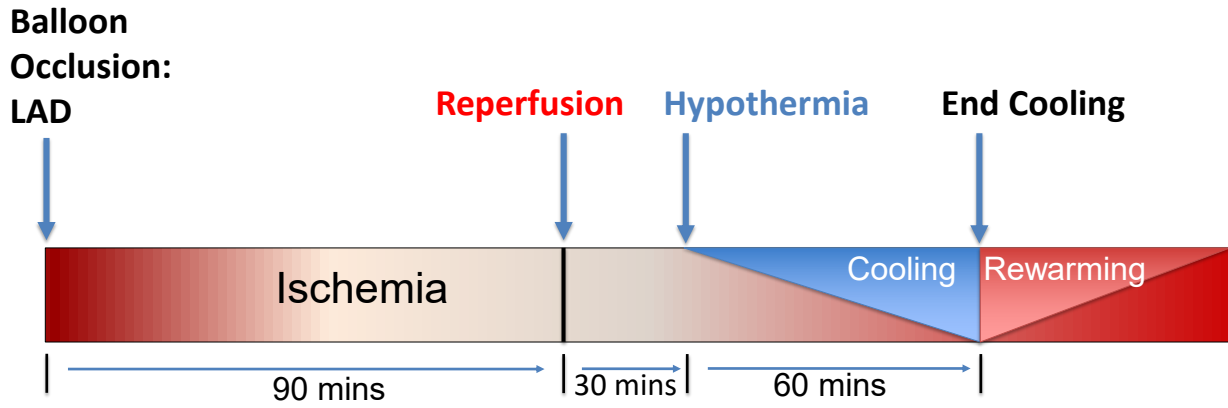 Balloon
Occlusion:
LAD
Reperfusion
Hypothermia
End Cooling
Ischemia
Cooling
Rewarming
90 mins
30 mins
60 mins